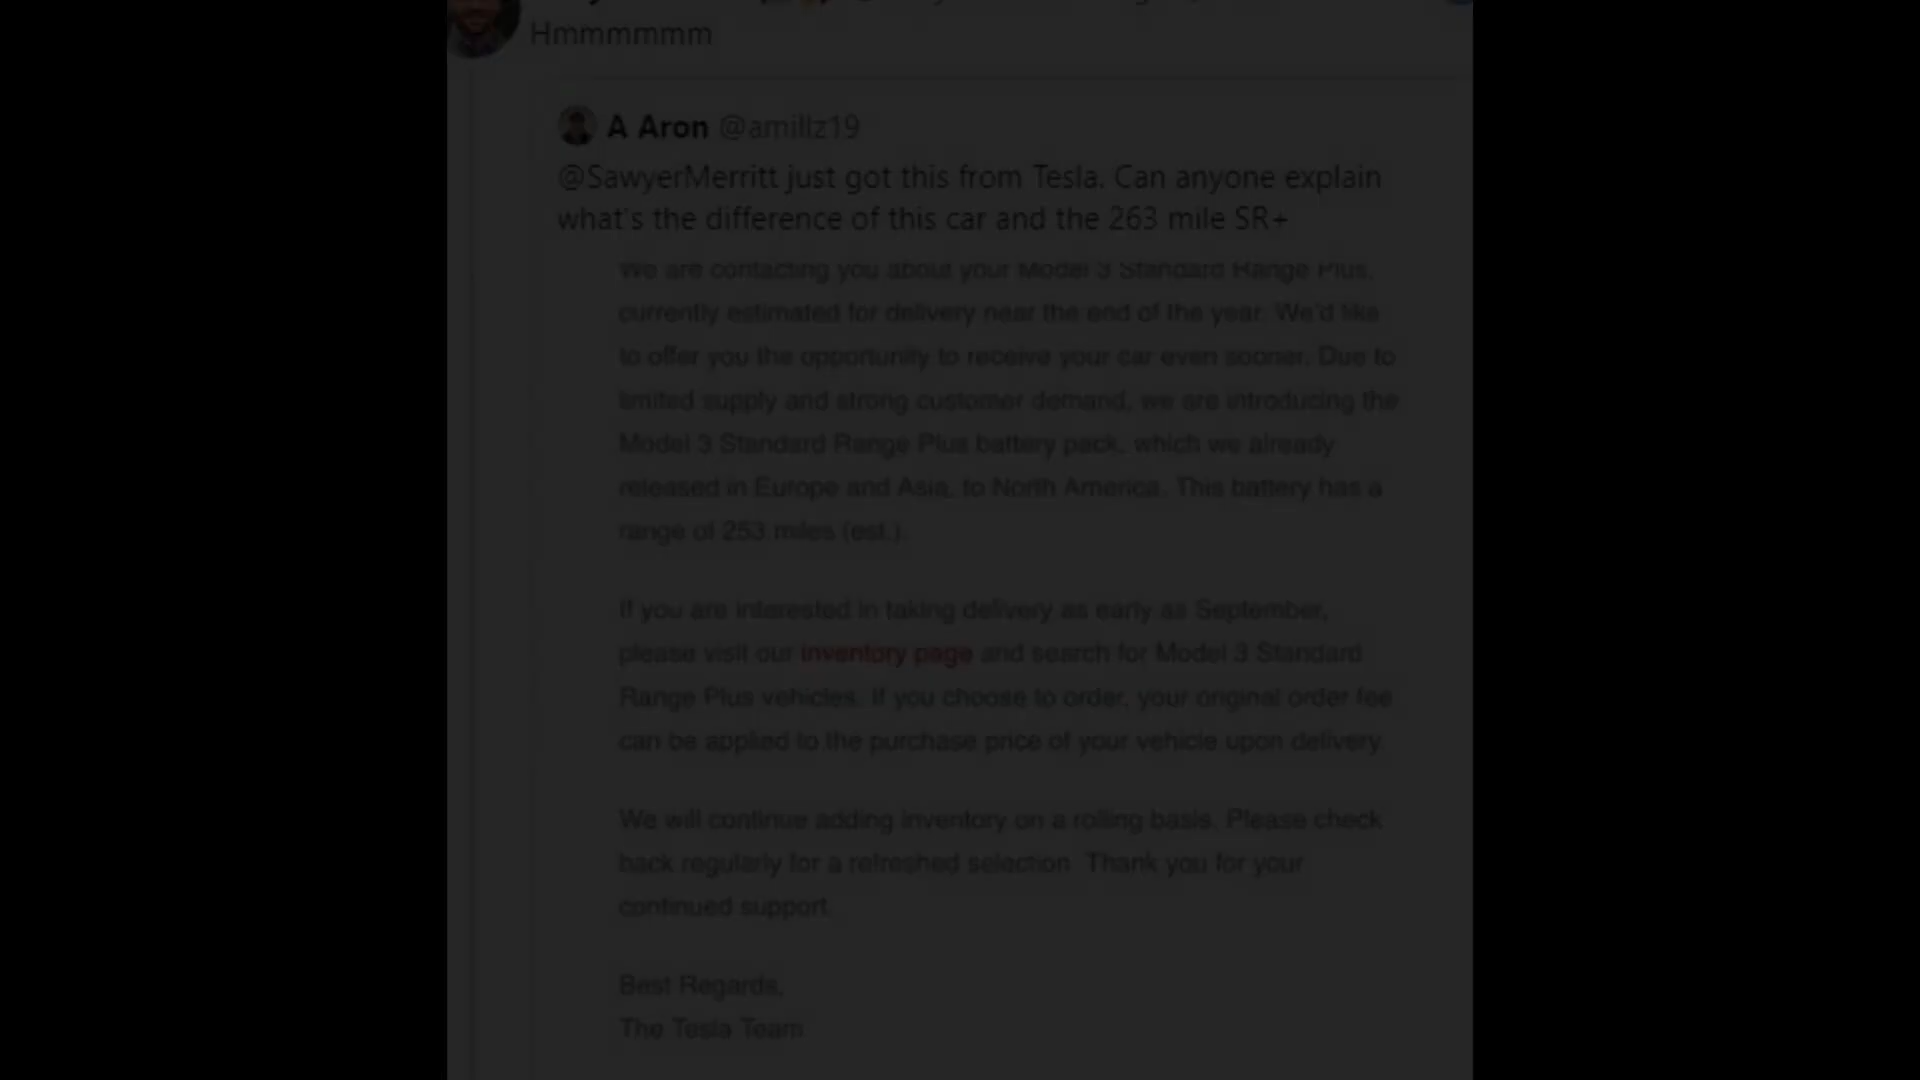 Hmmmmmm
A Aron @amillz19
@SawyerMerritt just got this from Tesla. Can anyone explain
what's the difference of this car and the 263 mile SR+
We are contacting you about your Model 3 Standard Range Plus,
currently estimated for delivery near the end of the year. We'd like
to offer you the opportunity to receive your car even sooner. Due to
limited supply and strong customer demand, we are introducing the
Model 3 Standard Range Plus battery pack, which we already
released in Europe and Asia, to North America. This battery has a
range of 253 miles (est.).
If you are interested in taking delivery as early as September,
please visit our inventory page and search for Model 3 Standard
Range Plus vehicles. If you choose to order, your original order fee
can be applied to the purchase price of your vehicle upon delivery.
We will continue adding inventory on a rolling basis. Please check
back regularly for a refreshed selection. Thank you for your
continued support.
Best Regards,
The Tesla Team